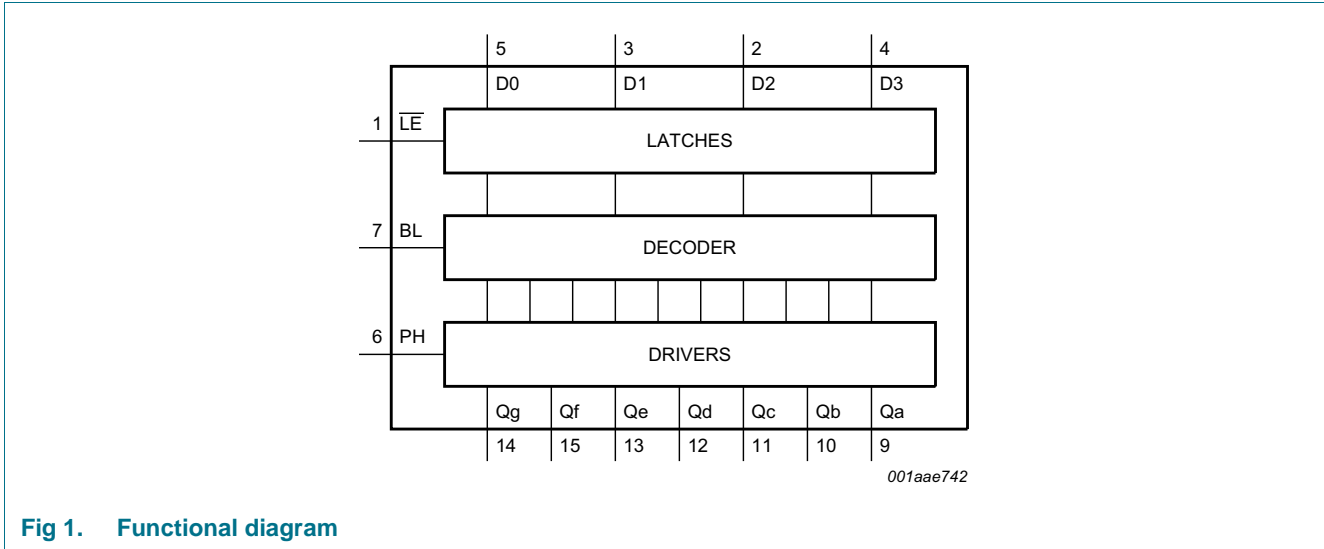 5 3 2 4
D0 D1 D2 D3
1 L̅E̅
LATCHES
7 BL
DECODER
6 PH
DRIVERS
Qg Qf Qe Qd Qc Qb Qa
14 15 13 12 11 10 9
001aae742
Fig 1. Functional diagram